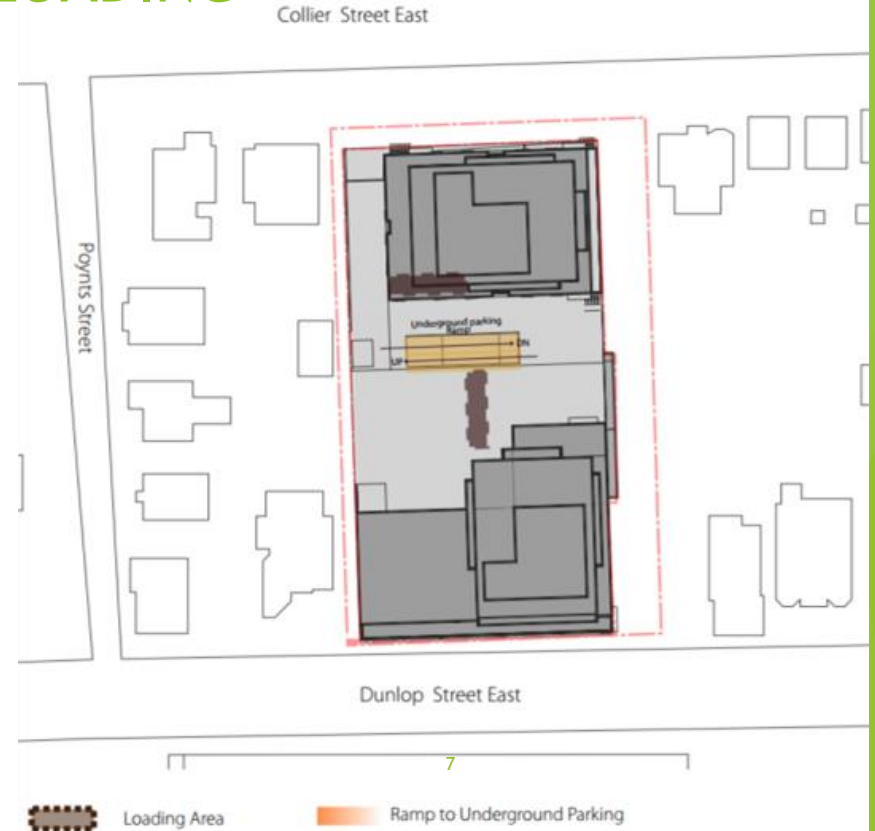 Collier Street East
Poynts Street
Underground parking
Ramp
DN
UP
Dunlop Street East
7
Loading Area
Ramp to Underground Parking